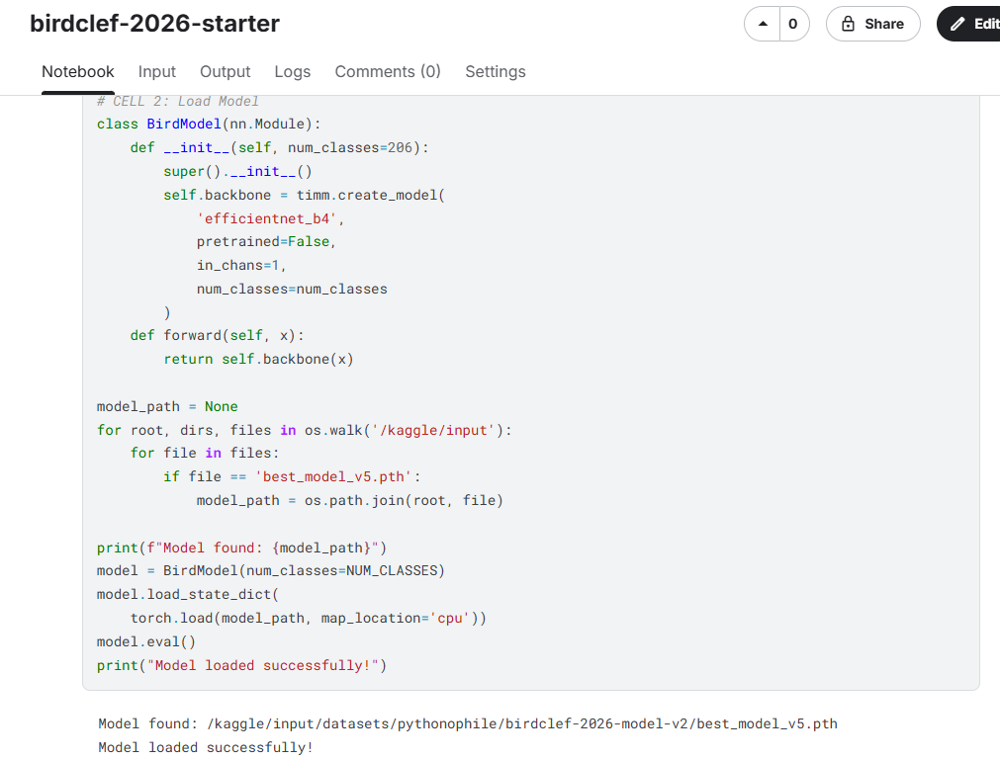 birdclef-2026-starter
0
Share
Edit
Notebook
Input
Output
Logs
Comments (0)
Settings
# CELL 2: Load Model
class BirdModel(nn.Module):
    def __init__(self, num_classes=206):
        super().__init__()
        self.backbone = timm.create_model(
            'efficientnet_b4',
            pretrained=False,
            in_chans=1,
            num_classes=num_classes
        )
    def forward(self, x):
        return self.backbone(x)

model_path = None
for root, dirs, files in os.walk('/kaggle/input'):
    for file in files:
        if file == 'best_model_v5.pth':
            model_path = os.path.join(root, file)

print(f"Model found: {model_path}")
model = BirdModel(num_classes=NUM_CLASSES)
model.load_state_dict(
    torch.load(model_path, map_location='cpu'))
model.eval()
print("Model loaded successfully!")

Model found: /kaggle/input/datasets/pythonophile/birdclef-2026-model-v2/best_model_v5.pth
Model loaded successfully!